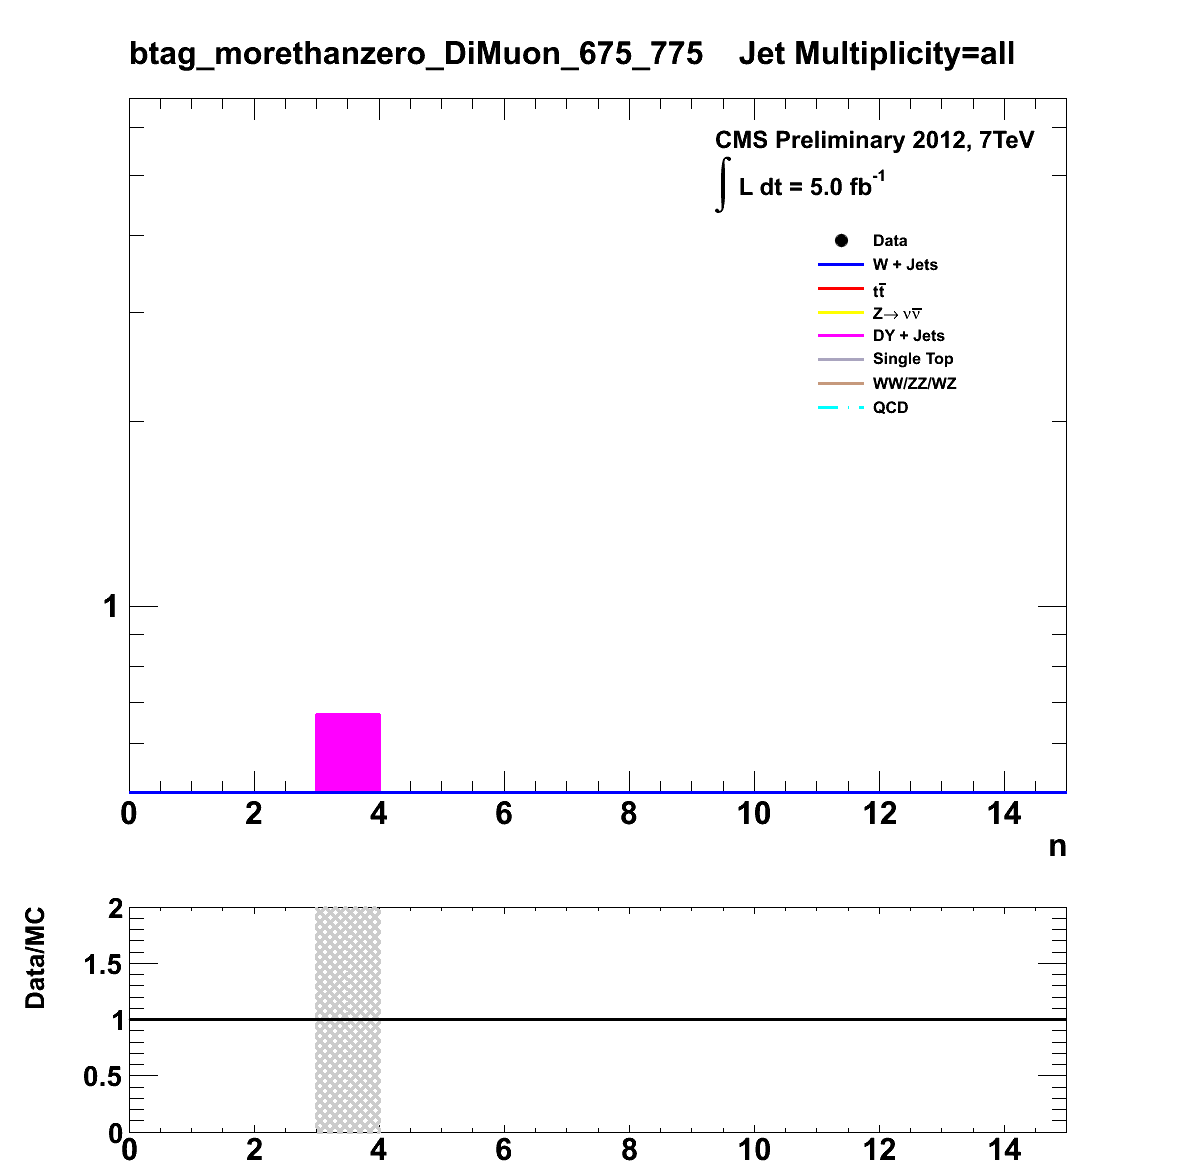 btag_morethanzero_DiMuon_675_775 Jet Multiplicity=all
CMS Preliminary 2012, 7TeV
∫ L dt = 5.0 fb⁻¹
Data
W + Jets
tt̅
Z→ νν̅
DY + Jets
Single Top
WW/ZZ/WZ
QCD
1
0 2 4 6 8 10 12 14
n
Data/MC
2
1.5
1
0.5
0
0 2 4 6 8 10 12 14